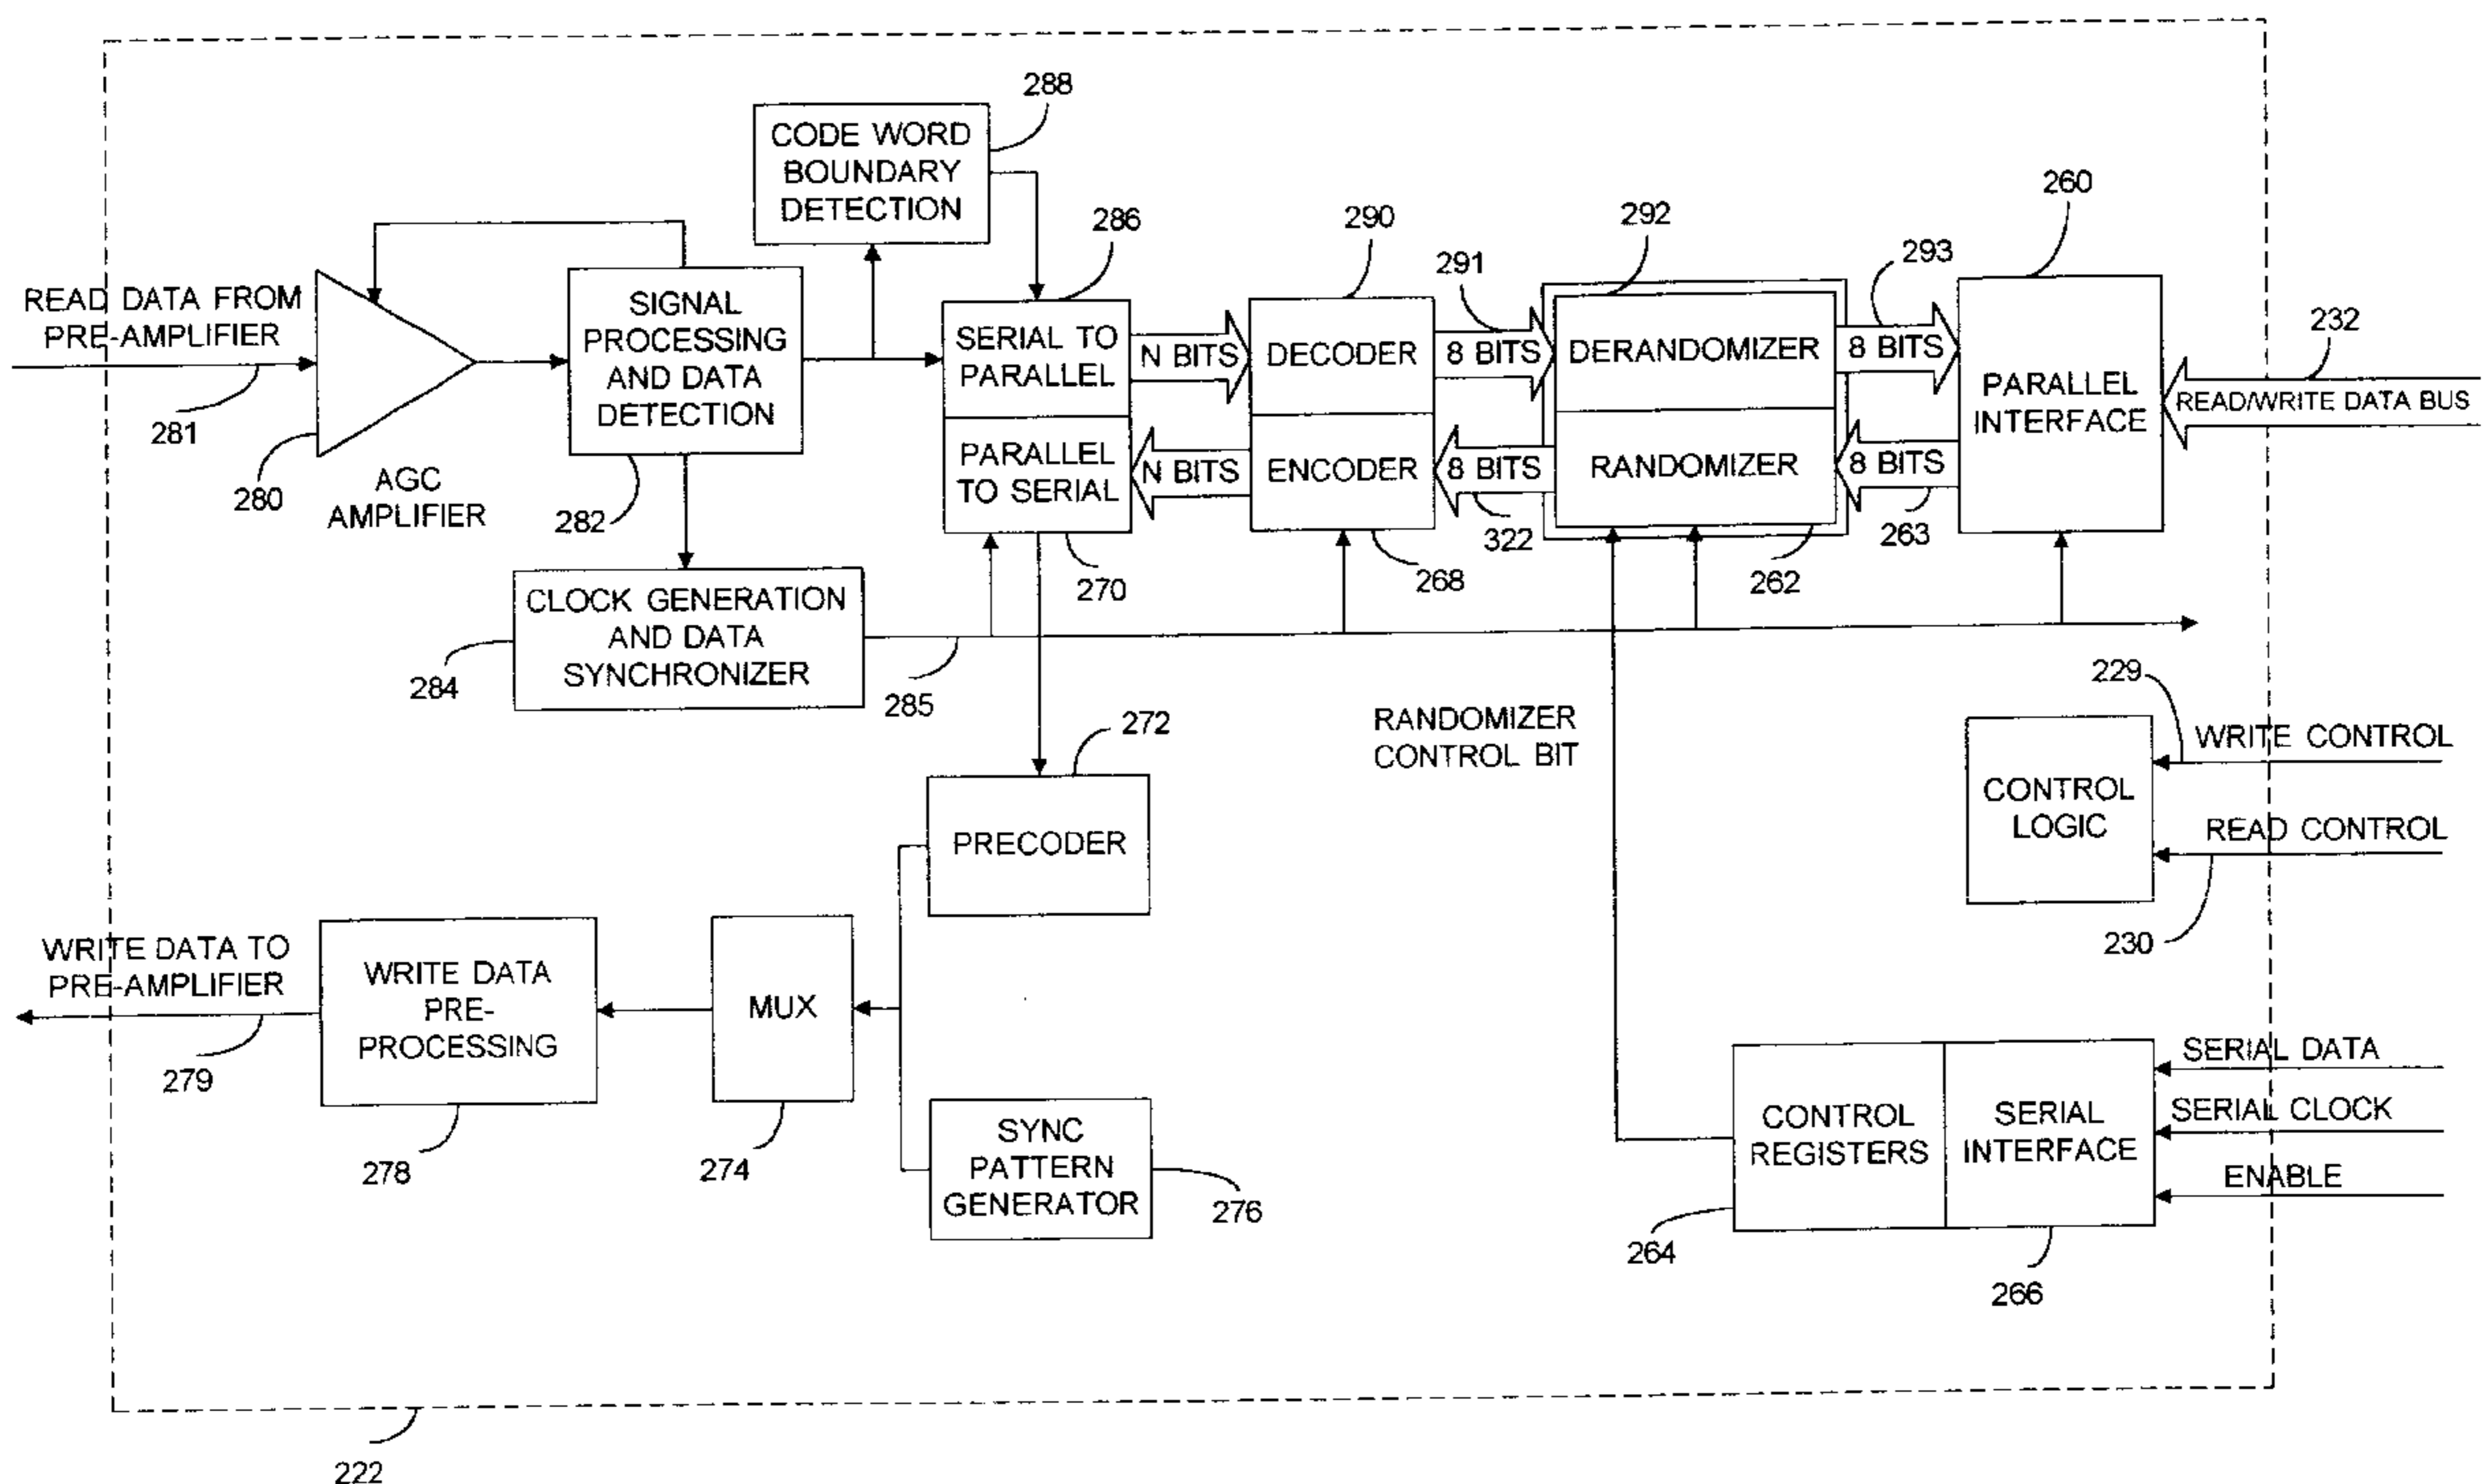 288
CODE WORD
BOUNDARY
DETECTION
260
286
290
292
293
291
232
READ DATA FROM
PRE-AMPLIFIER
281
280
AGC
AMPLIFIER
SIGNAL
PROCESSING
AND DATA
DETECTION
282
SERIAL TO
PARALLEL
N BITS
DECODER
8 BITS
DERANDOMIZER
8 BITS
PARALLEL
INTERFACE
READ/WRITE DATA BUS
PARALLEL
TO SERIAL
N BITS
ENCODER
8 BITS
RANDOMIZER
8 BITS
322
263
270
268
262
CLOCK GENERATION
AND DATA
SYNCHRONIZER
284
285
229
272
RANDOMIZER
CONTROL BIT
WRITE CONTROL
CONTROL
LOGIC
READ CONTROL
230
PRECODER
WRITE DATA TO
PRE-AMPLIFIER
279
WRITE DATA
PRE-
PROCESSING
278
MUX
274
SYNC
PATTERN
GENERATOR
276
CONTROL
REGISTERS
264
SERIAL
INTERFACE
266
SERIAL DATA
SERIAL CLOCK
ENABLE
222